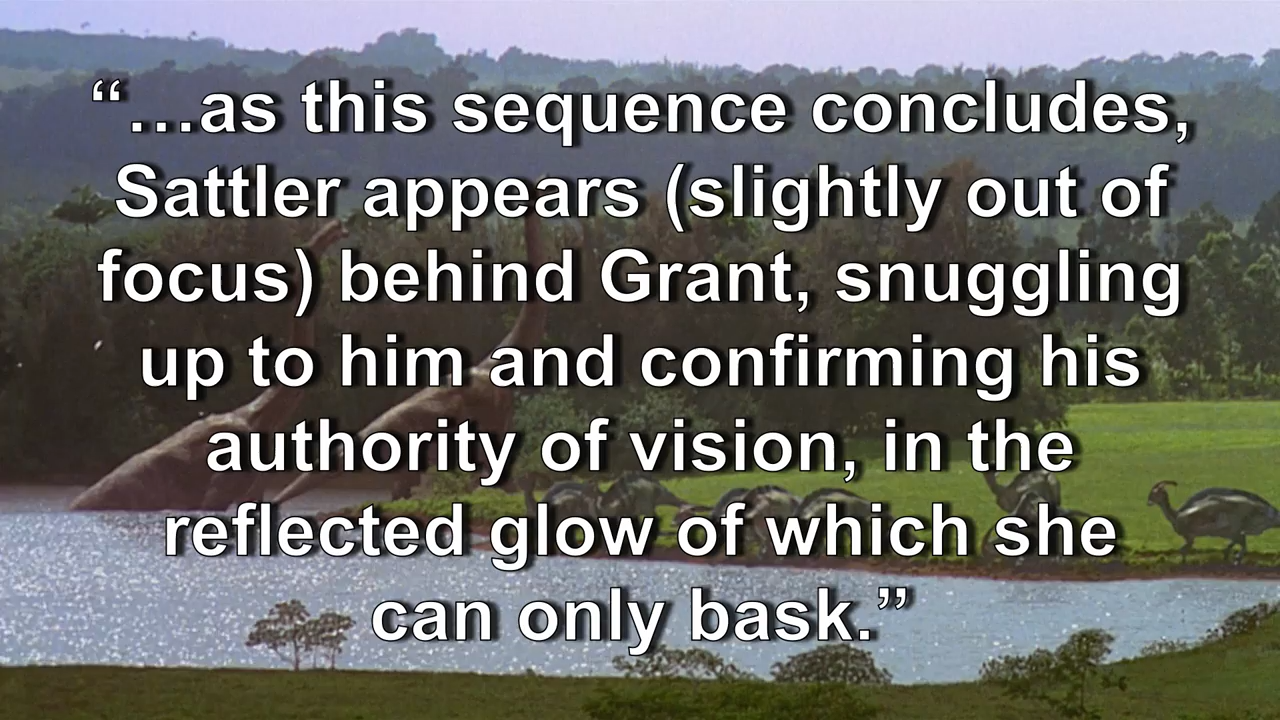 “…as this sequence concludes,
Sattler appears (slightly out of
focus) behind Grant, snuggling
up to him and confirming his
authority of vision, in the
reflected glow of which she
can only bask.”